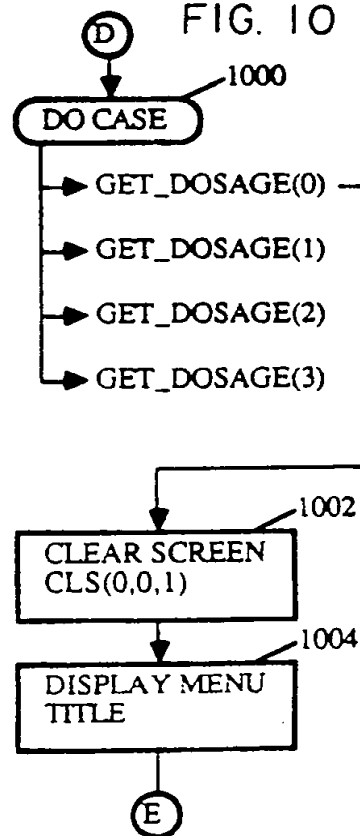 FIG. 10
D
1000
DO CASE
GET_DOSAGE(0)
GET_DOSAGE(1)
GET_DOSAGE(2)
GET_DOSAGE(3)
1002
CLEAR SCREEN
CLS(0,0,1)
1004
DISPLAY MENU
TITLE
E